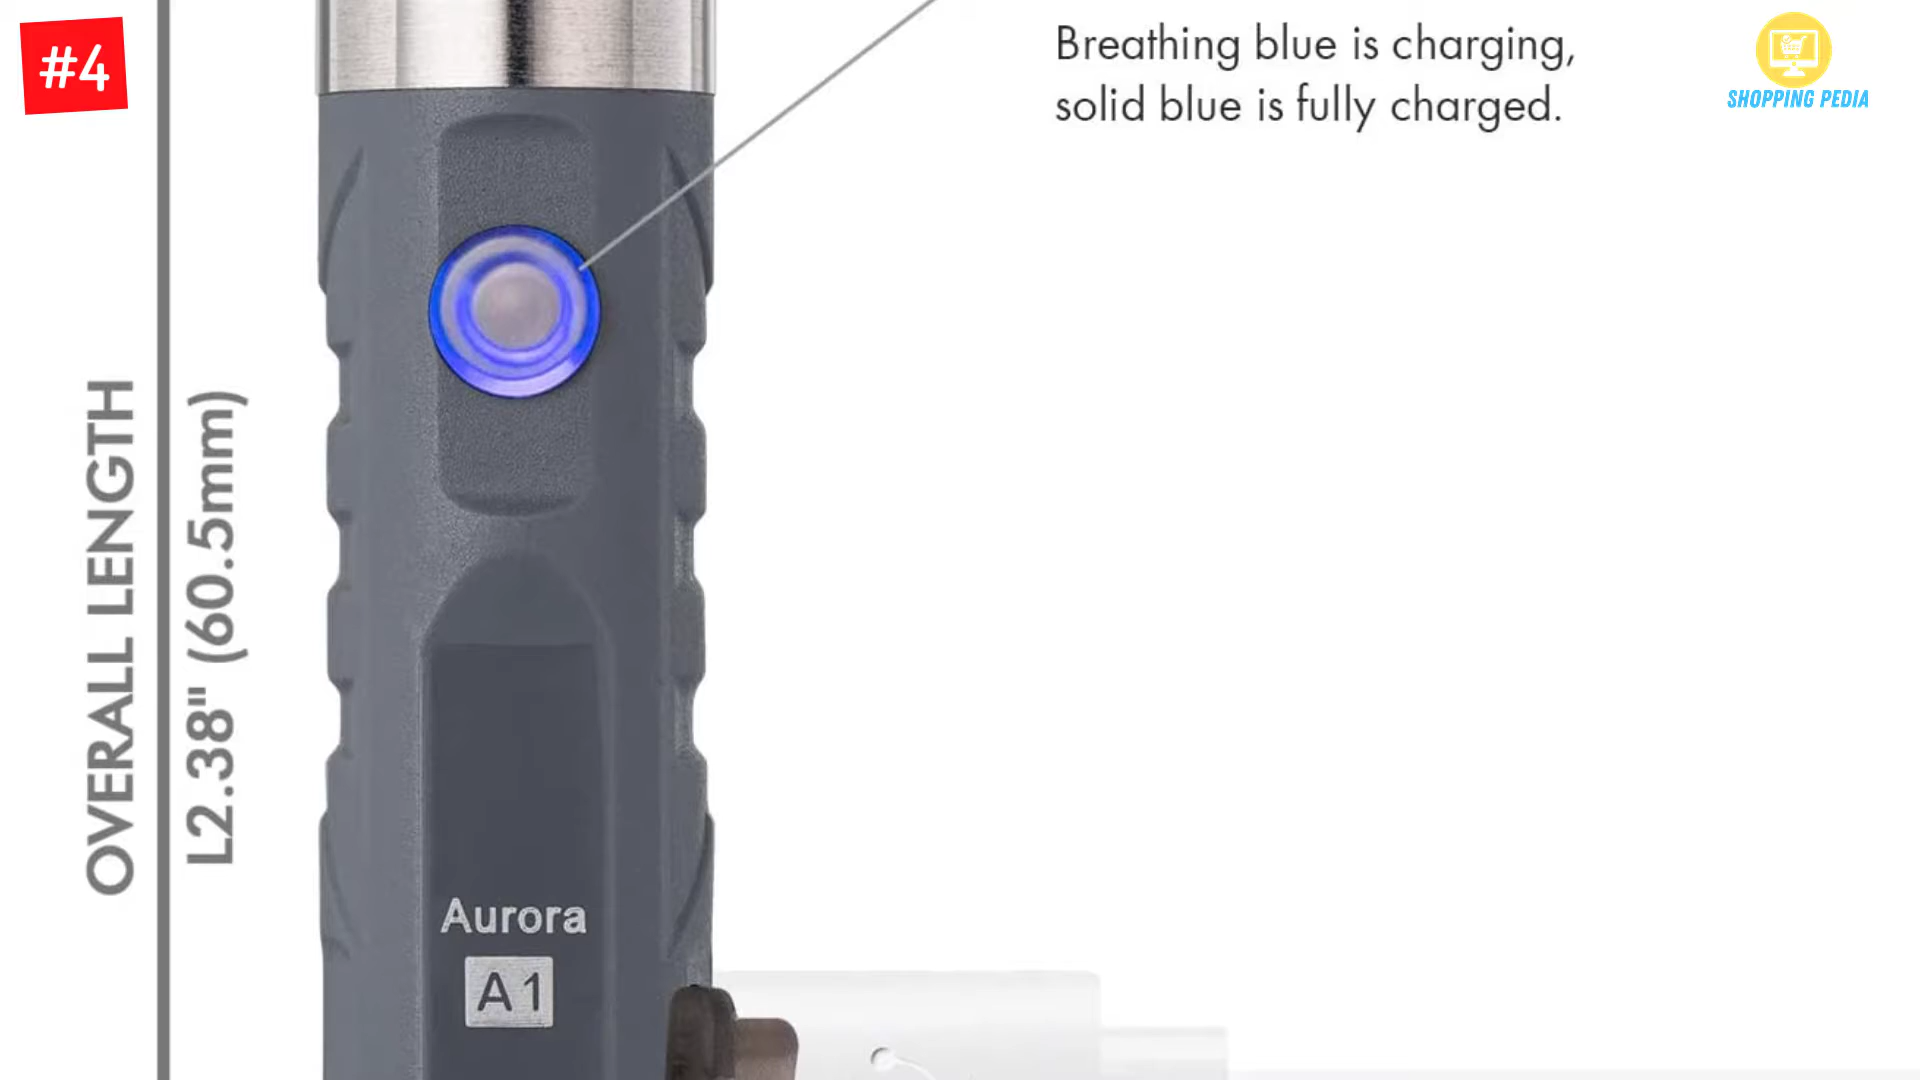 #4
Breathing blue is charging,
solid blue is fully charged.
SHOPPING PEDIA
OVERALL LENGTH
L2.38" (60.5mm)
Aurora
A1